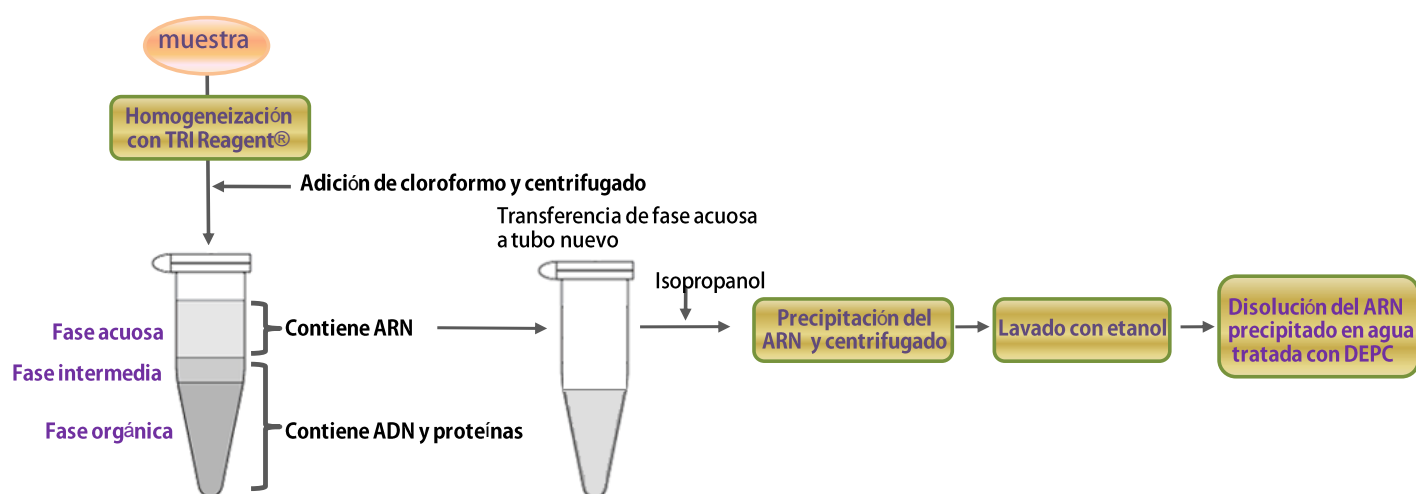 muestra
Homogeneización
con TRI Reagent®
Adición de cloroformo y centrifugado
Transferencia de fase acuosa
a tubo nuevo
Isopropanol
Fase acuosa
Contiene ARN
Fase intermedia
Fase orgánica
Contiene ADN y proteínas
Precipitación del
ARN y centrifugado
Lavado con etanol
Disolución del ARN
precipitado en agua
tratada con DEPC